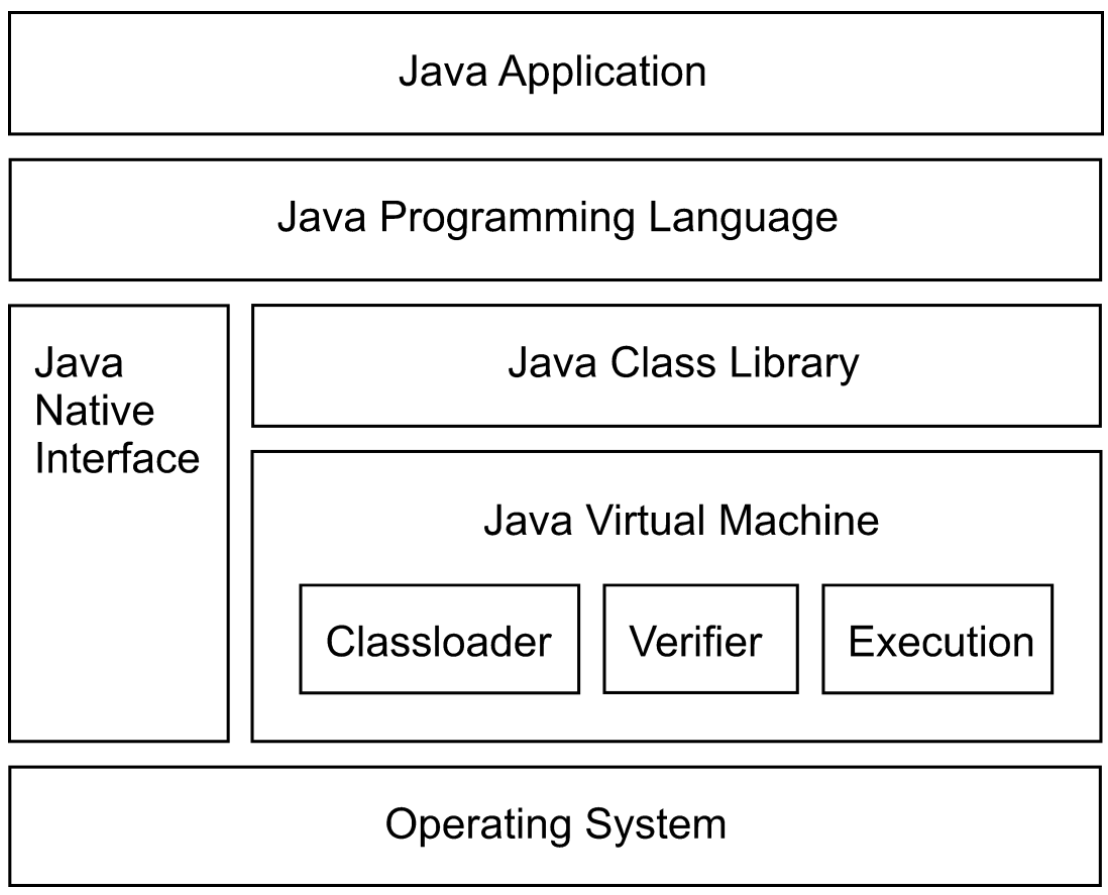 Java Application
Java Programming Language
Java
Native
Interface
Java Class Library
Java Virtual Machine
Classloader
Verifier
Execution
Operating System